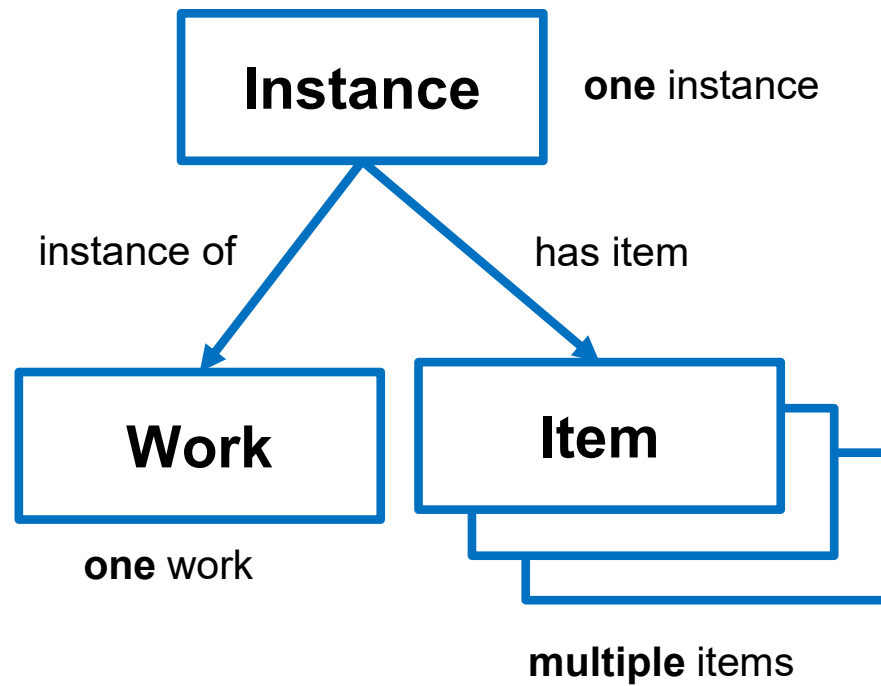 Instance
one instance
instance of
has item
Work
Item
one work
multiple items